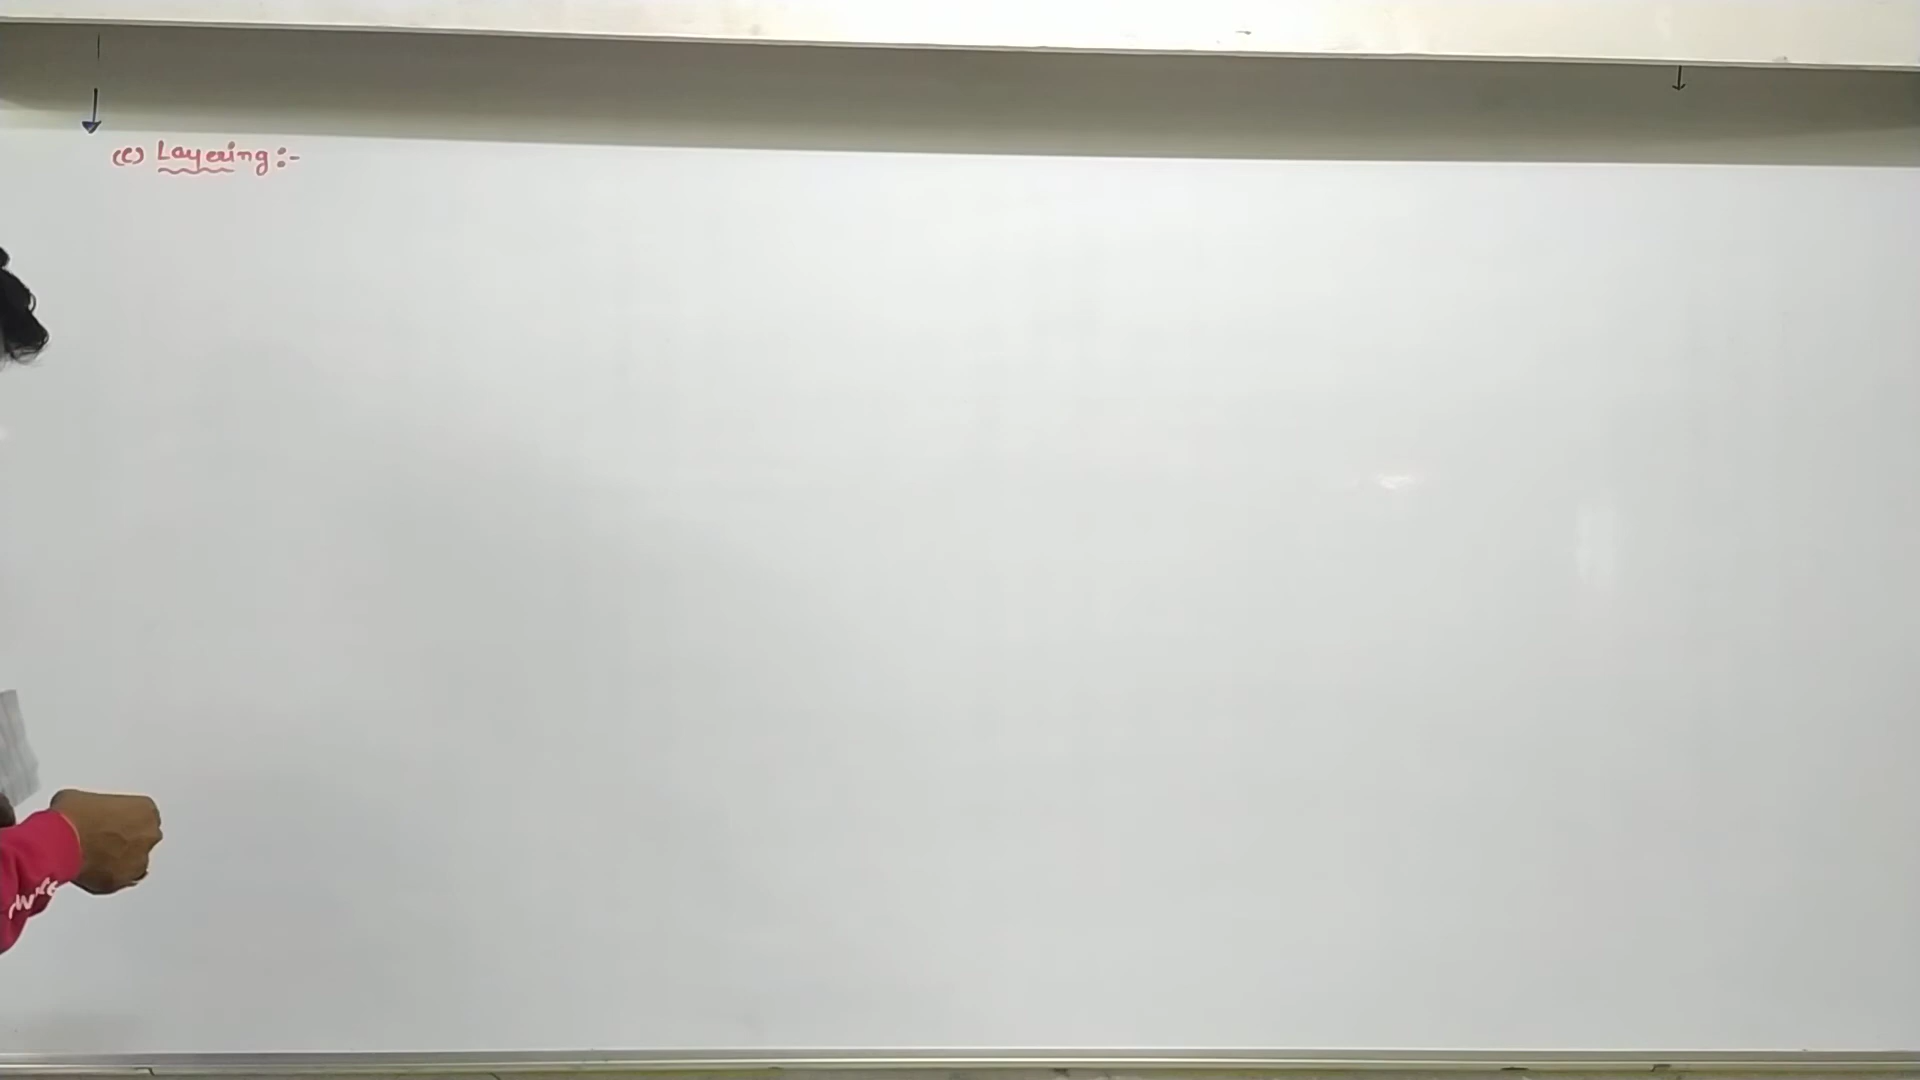 (c) Layering :-